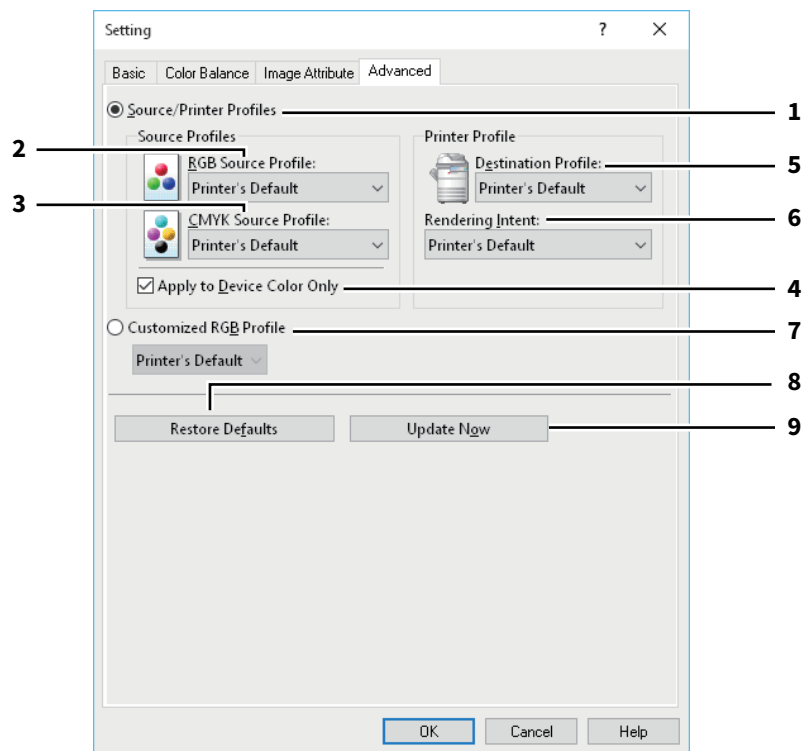 Setting ?
Basic Color Balance Image Attribute Advanced
Source/Printer Profiles 1
Source Profiles Printer Profile
2 RGB Source Profile: Destination Profile: 5
Printer's Default Printer's Default
3 CMYK Source Profile: Rendering Intent: 6
Printer's Default Printer's Default
Apply to Device Color Only 4
Customized RGB Profile 7
Printer's Default
8
Restore Defaults Update Now 9
OK Cancel Help